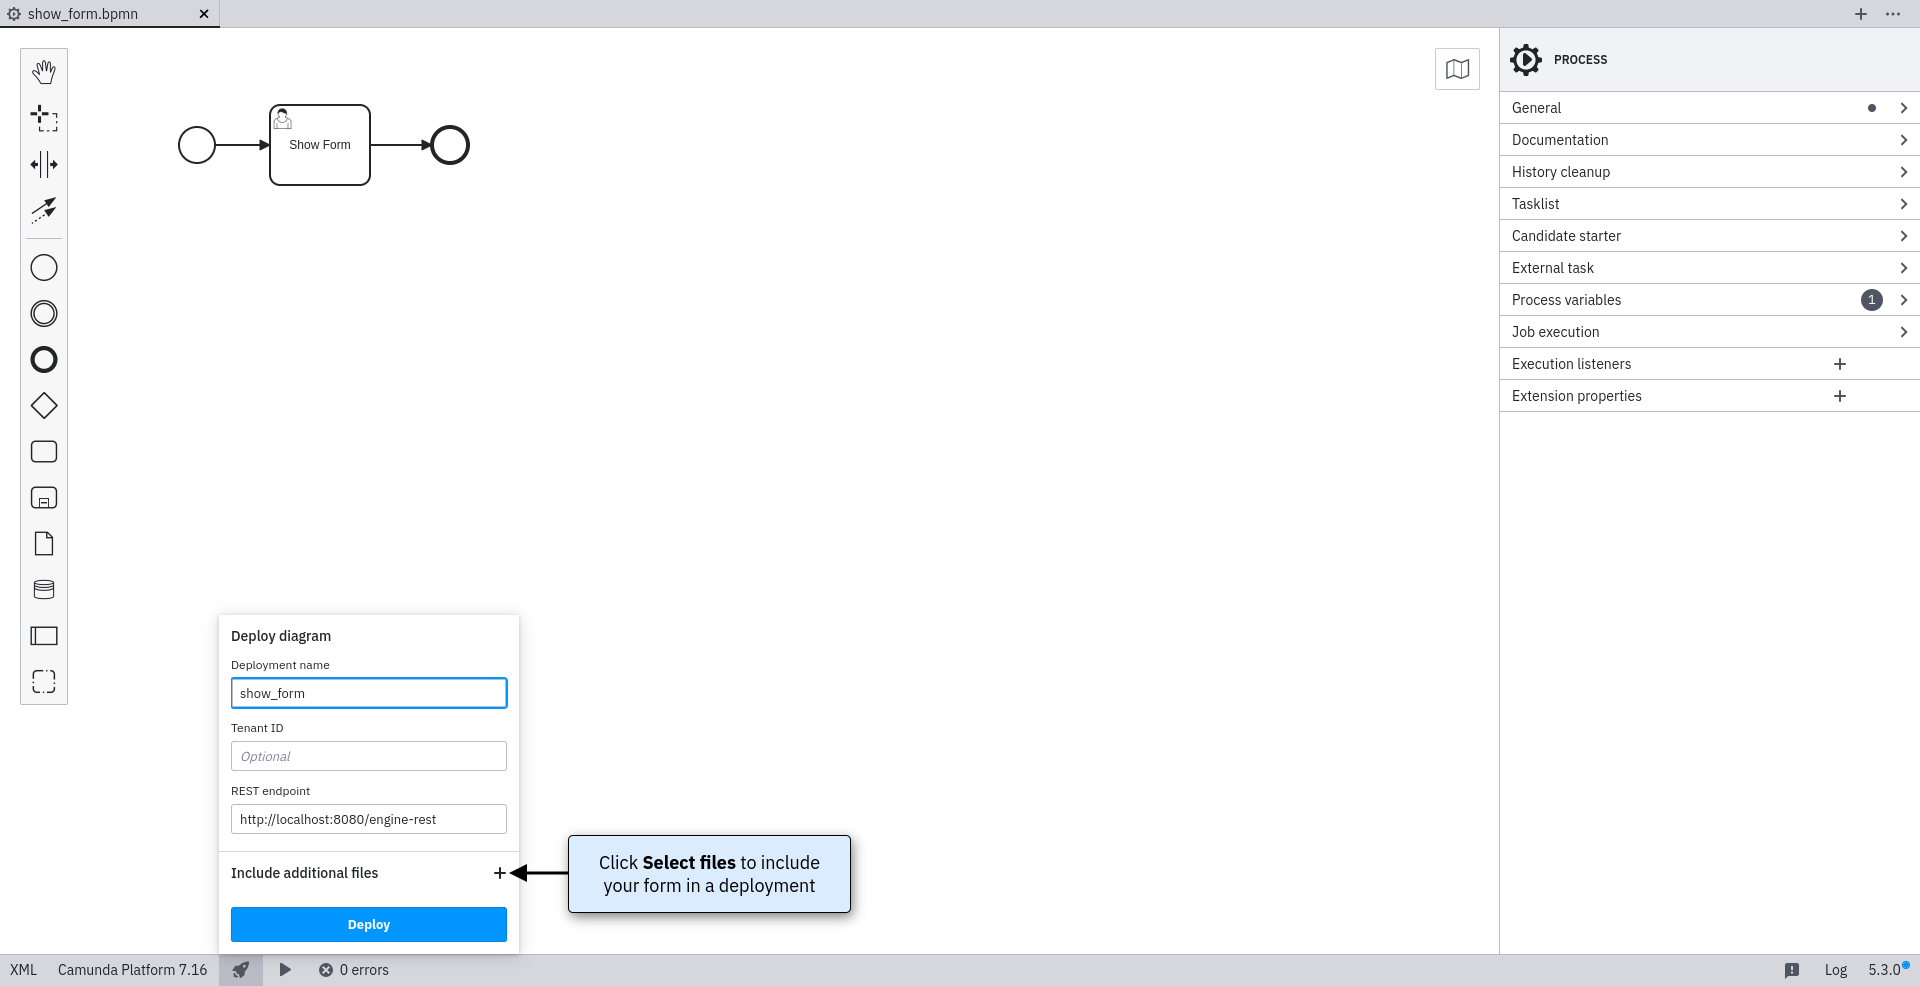 show_form.bpmn
PROCESS
General
Documentation
History cleanup
Tasklist
Candidate starter
External task
Process variables 1
Job execution
Execution listeners
Extension properties
Show Form
Deploy diagram
Deployment name
show_form
Tenant ID
Optional
REST endpoint
http://localhost:8080/engine-rest
Include additional files
Click Select files to include
your form in a deployment
Deploy
XML Camunda Platform 7.16 0 errors Log 5.3.0